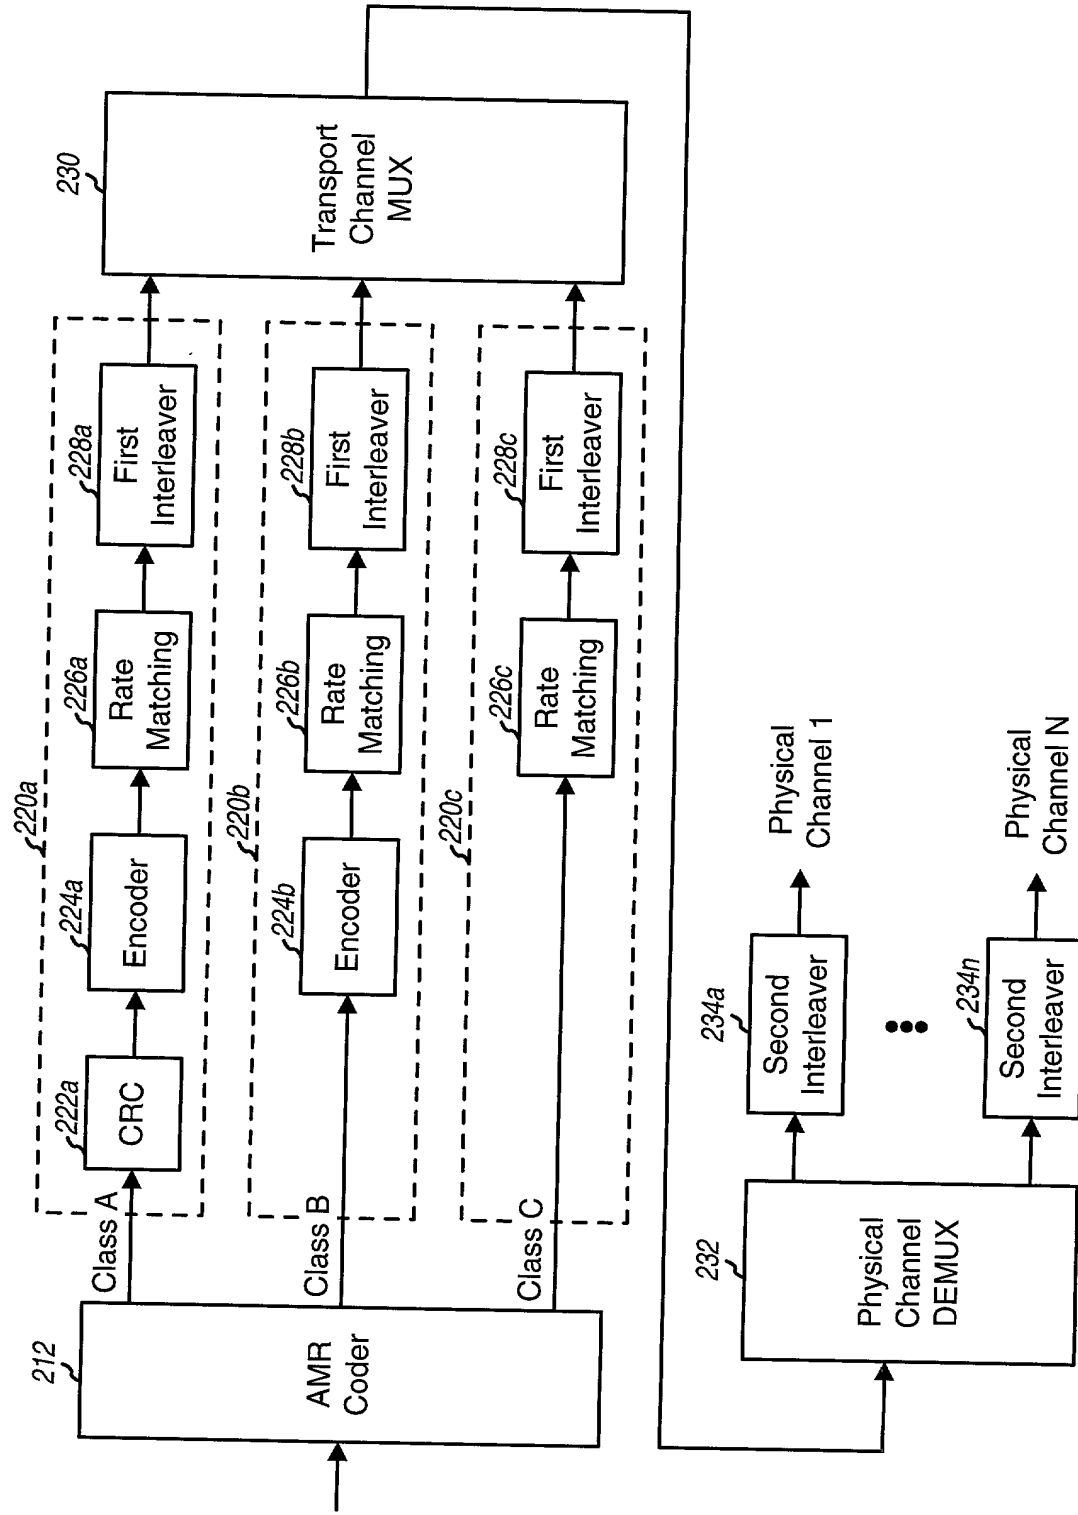 212
AMR
Coder
Class A
Class B
Class C
220a
222a
CRC
224a
Encoder
226a
Rate
Matching
228a
First
Interleaver
220b
224b
Encoder
226b
Rate
Matching
228b
First
Interleaver
220c
226c
Rate
Matching
228c
First
Interleaver
230
Transport
Channel
MUX
232
Physical
Channel
DEMUX
234a
Second
Interleaver
Physical
Channel 1
234n
Second
Interleaver
Physical
Channel N